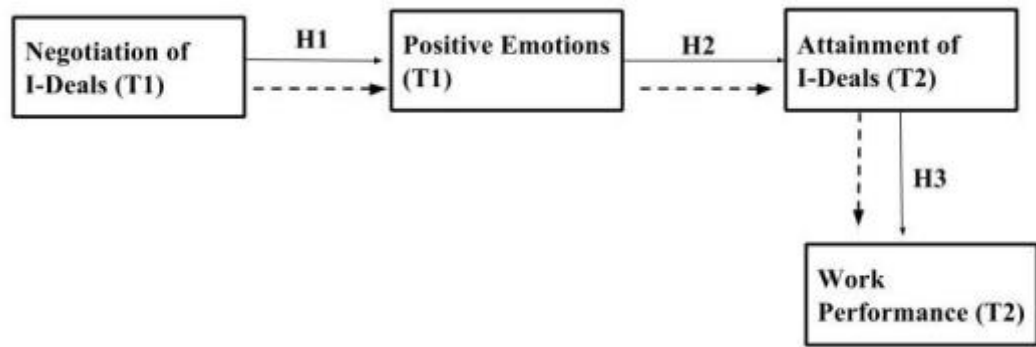 Negotiation of
I-Deals (T1)
H1
Positive Emotions
(T1)
H2
Attainment of
I-Deals (T2)
H3
Work
Performance (T2)